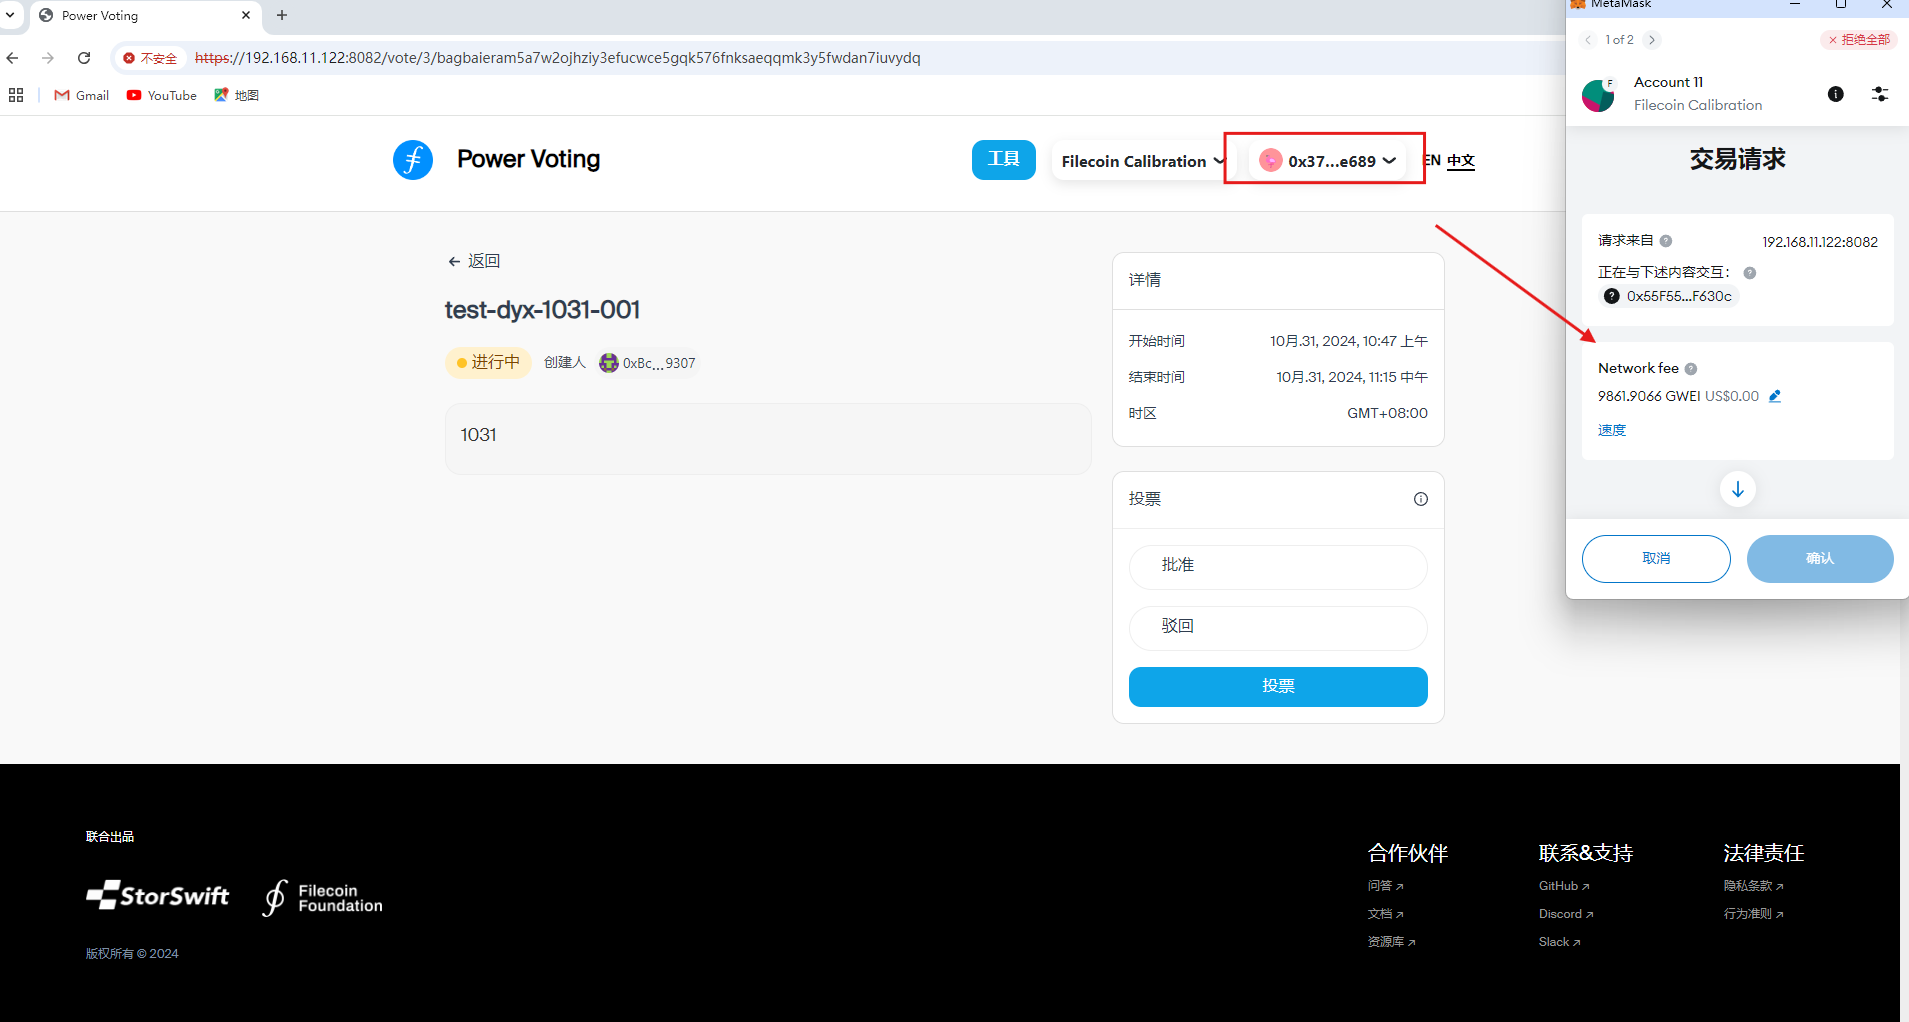 Power Voting
不安全
https://192.168.11.122:8082/vote/3/bagbaieram5a7w2ojhziy3efucwce5gqk576fnksaeqqmk3y5fwdan7iuvydq
Gmail
YouTube
地图
Power Voting
工具
Filecoin Calibration
0x37...e689
EN 中文
返回
test-dyx-1031-001
进行中
创建人
0xBc...9307
1031
详情
开始时间
10月.31, 2024, 10:47 上午
结束时间
10月.31, 2024, 11:15 中午
时区
GMT+08:00
投票
批准
驳回
投票
MetaMask
1 of 2
拒绝全部
Account 11
Filecoin Calibration
交易请求
请求来自
192.168.11.122:8082
正在与下述内容交互：
0x55F55...F630c
Network fee
9861.9066 GWEI US$0.00
速度
取消
确认
联合出品
StorSwift
Filecoin
Foundation
版权所有 © 2024
合作伙伴
问答
文档
资源库
联系&支持
GitHub
Discord
Slack
法律责任
隐私条款
行为准则